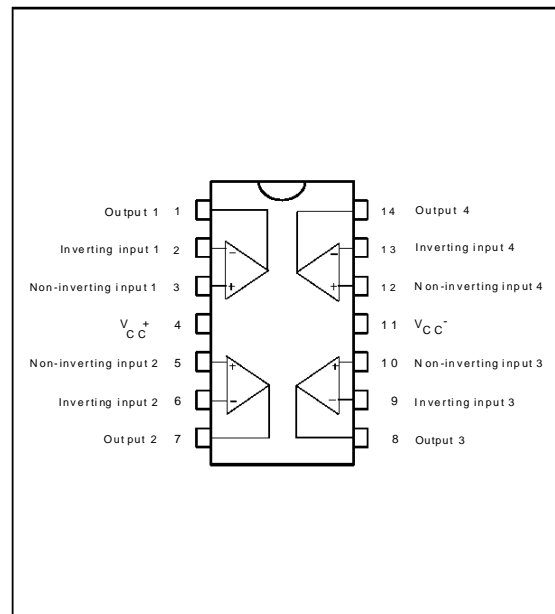 Output 1 1
Inverting input 1 2
Non-inverting input 1 3
VCC+ 4
Non-inverting input 2 5
Inverting input 2 6
Output 2 7
14 Output 4
13 Inverting input 4
12 Non-inverting input 4
11 VCC-
10 Non-inverting input 3
9 Inverting input 3
8 Output 3
-
+
-
+
+
-
+
-